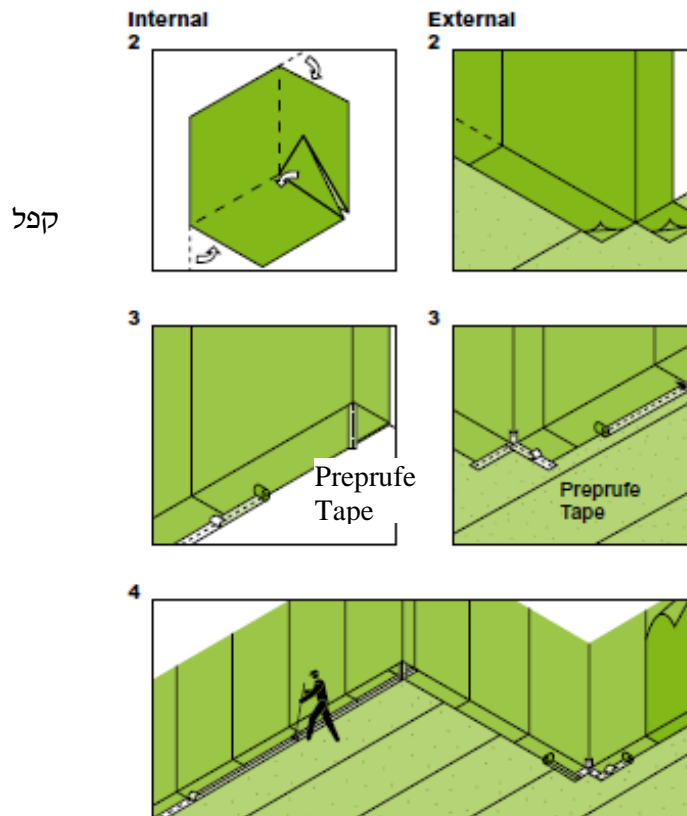 Internal
External
2
2
קפל
3
3
Preprufe
Tape
Preprufe
Tape
4